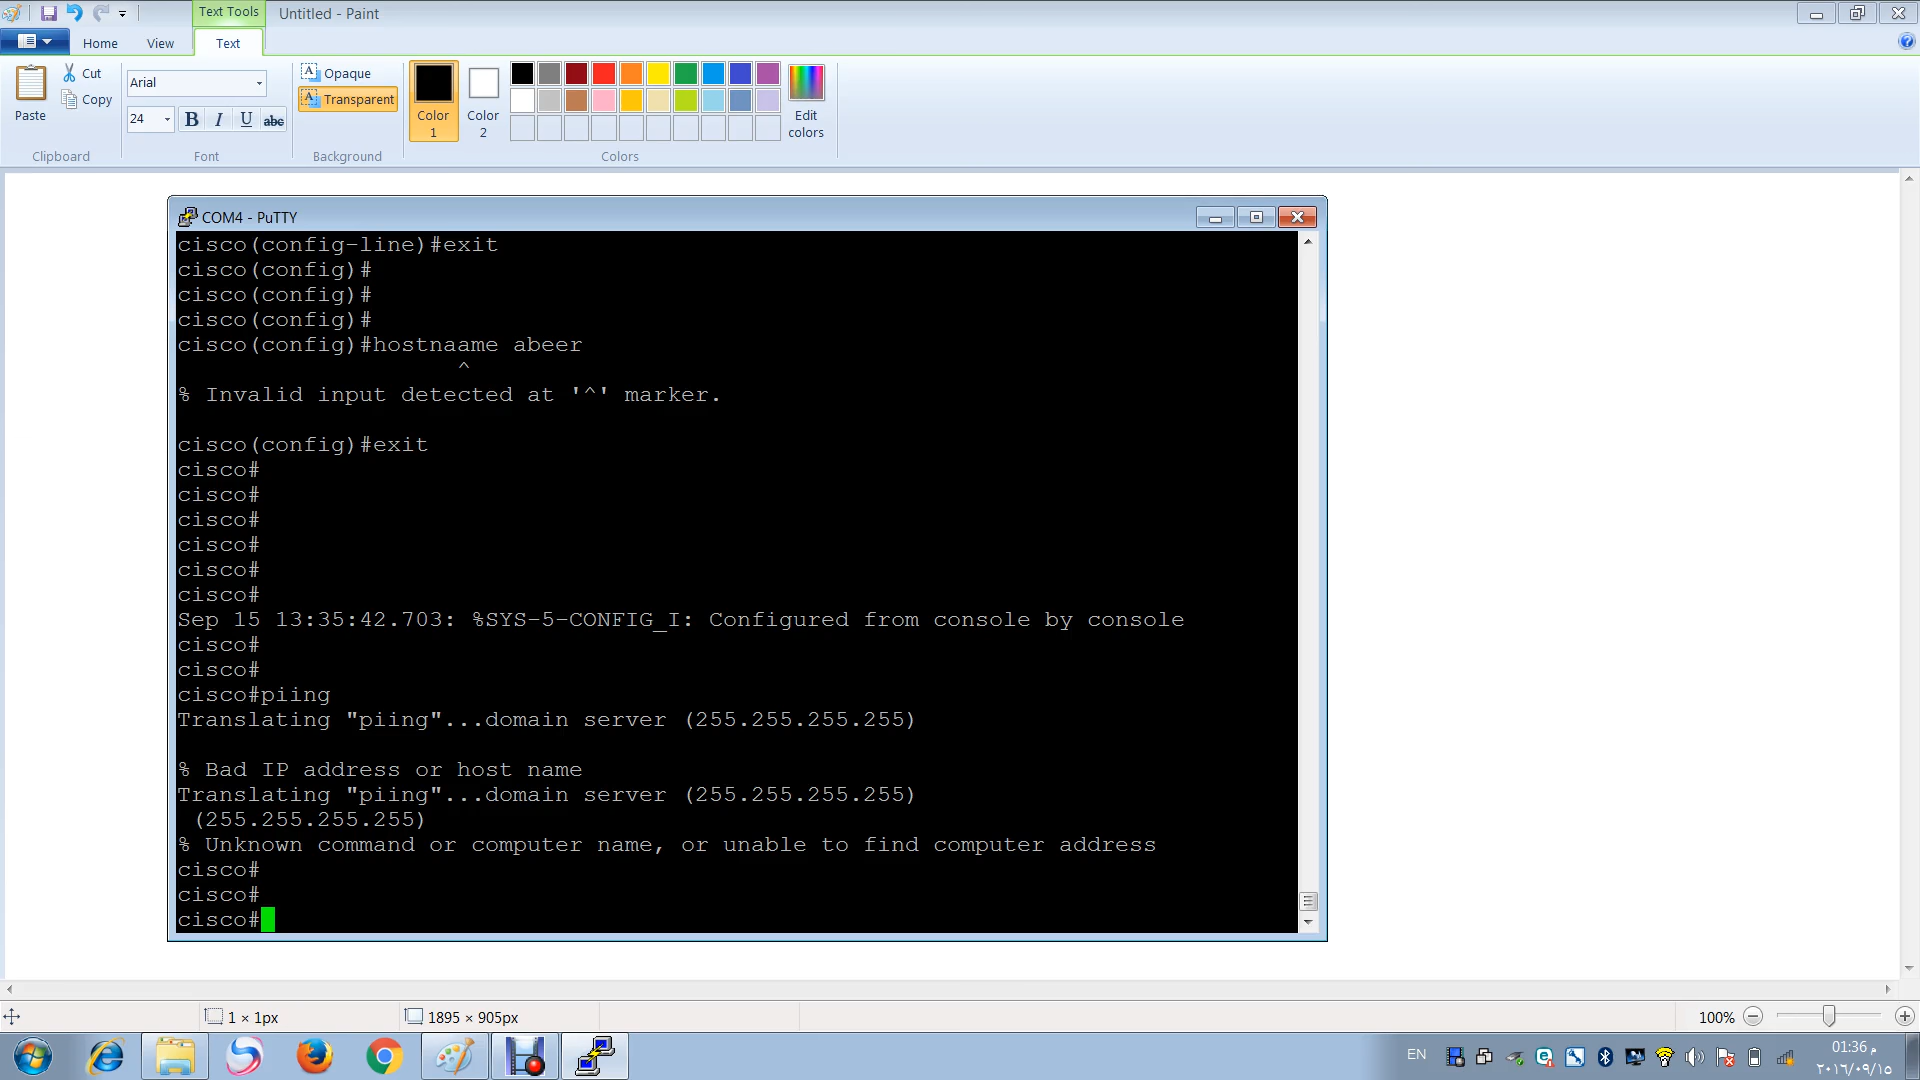 Text Tools
Untitled - Paint
Home
View
Text
Paste
Cut
Copy
Clipboard
Arial
24
B I U abc
Font
Opaque
Transparent
Background
Color 1
Color 2
Edit colors
Colors
COM4 - PuTTY
cisco(config-line)#exit
cisco(config)#
cisco(config)#
cisco(config)#
cisco(config)#hostnaame abeer
^
% Invalid input detected at '^' marker.
cisco(config)#exit
cisco#
cisco#
cisco#
cisco#
cisco#
cisco#
Sep 15 13:35:42.703: %SYS-5-CONFIG_I: Configured from console by console
cisco#
cisco#
cisco#piing
Translating "piing"...domain server (255.255.255.255)
% Bad IP address or host name
Translating "piing"...domain server (255.255.255.255)
(255.255.255.255)
% Unknown command or computer name, or unable to find computer address
cisco#
cisco#
cisco#
1 × 1px
1895 × 905px
100%
EN
01:36 م
٢٠١٦/٠٩/١٥